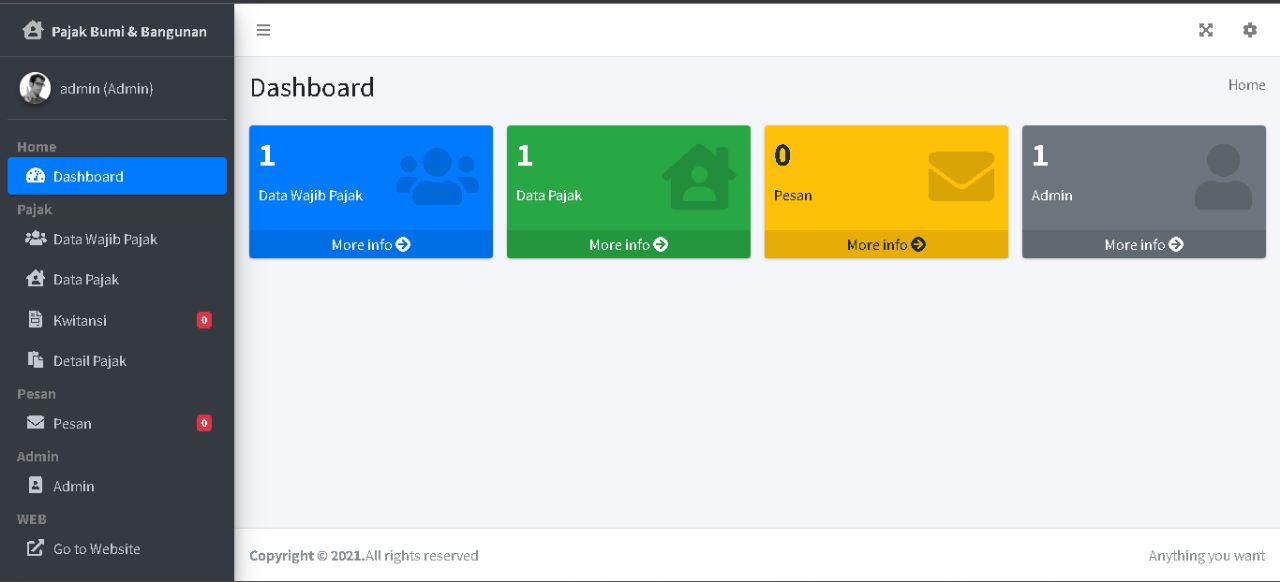 Pajak Bumi & Bangunan
admin (Admin)
Home
Dashboard
Pajak
Data Wajib Pajak
Data Pajak
Kwitansi 0
Detail Pajak
Pesan
Pesan 0
Admin
Admin
WEB
Go to Website
Dashboard
Home
1
Data Wajib Pajak
More info
1
Data Pajak
More info
0
Pesan
More info
1
Admin
More info
Copyright © 2021.All rights reserved
Anything you want